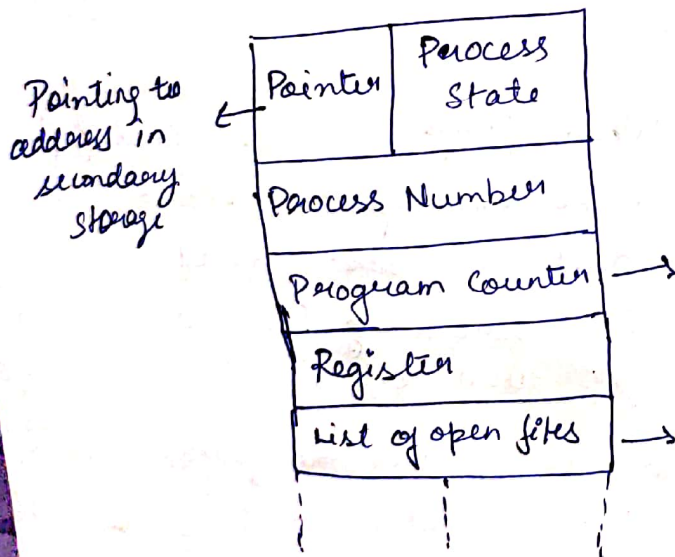 Pointing to
address in
secondary
storage
Pointer
Process
State
Process Number
Program Counter
Register
List of open files